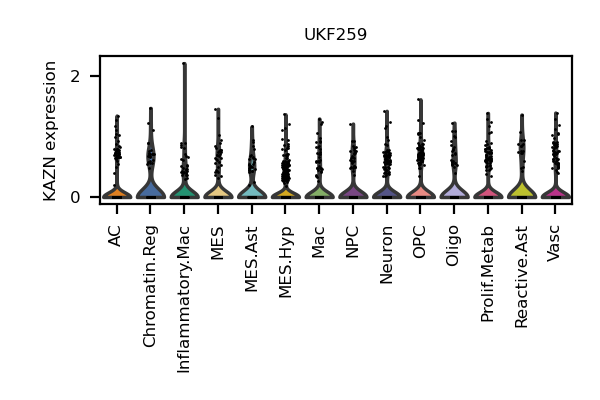 UKF259
KAZN expression
2
0
AC
Chromatin.Reg
Inflammatory.Mac
MES
MES.Ast
MES.Hyp
Mac
NPC
Neuron
OPC
Oligo
Prolif.Metab
Reactive.Ast
Vasc